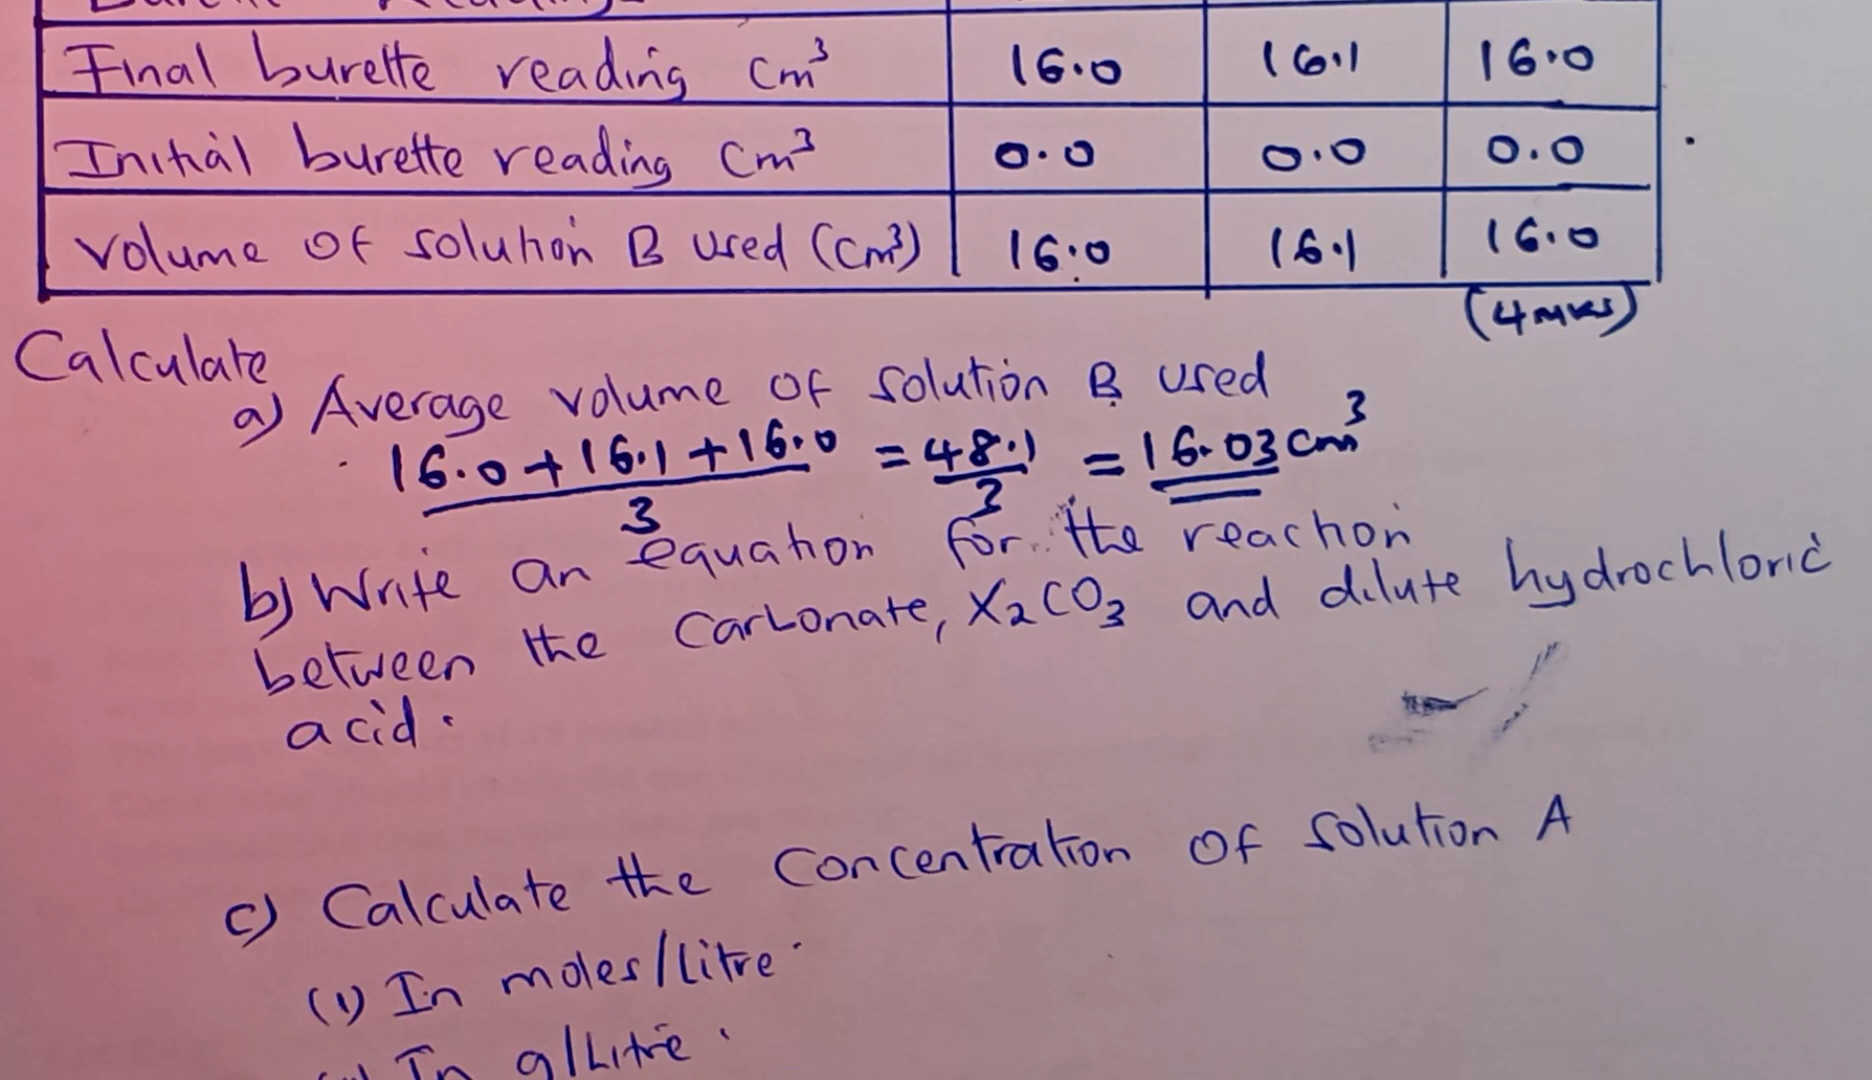 Final burette reading cm³ 16.0 16.1 16.0
Initial burette reading cm³ 0.0 0.0 0.0
Volume of solution B used (cm³) 16.0 16.1 16.0
(4mks)
Calculate
a) Average volume of solution B used
16.0 + 16.1 + 16.0 = 48.1 = 16.03 cm³
3 3
b) Write an equation for the reaction
between the carbonate, X₂CO₃ and dilute hydrochloric
acid.
c) Calculate the concentration of solution A
(i) In moles/litre.
In g/litre.